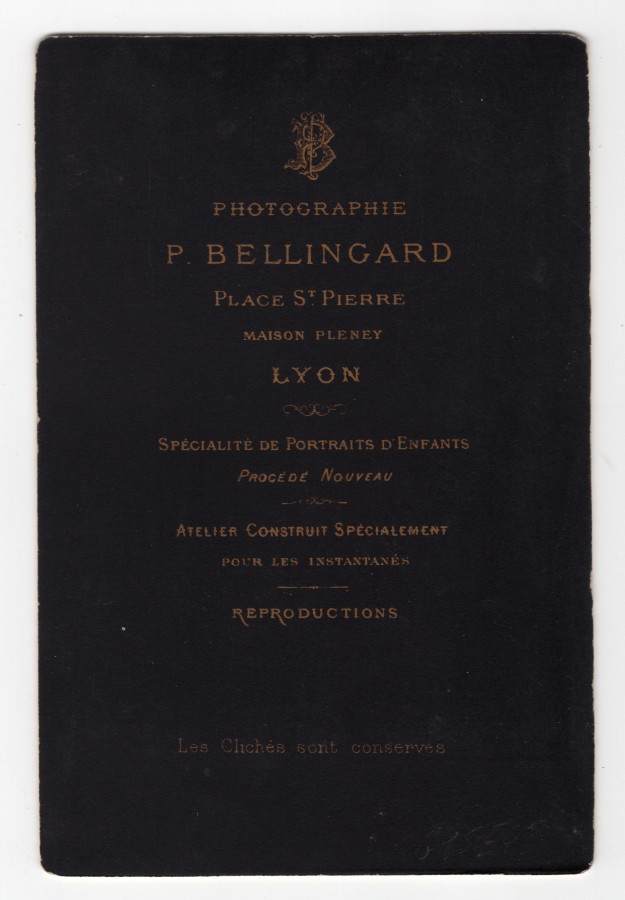 PB
PHOTOGRAPHIE
P. BELLINGARD
PLACE ST PIERRE
MAISON PLENEY
LYON
SPÉCIALITÉ DE PORTRAITS D'ENFANTS
PROCÉDÉ NOUVEAU
ATELIER CONSTRUIT SPÉCIALEMENT
POUR LES INSTANTANÉS
REPRODUCTIONS
Les Clichés sont conservés